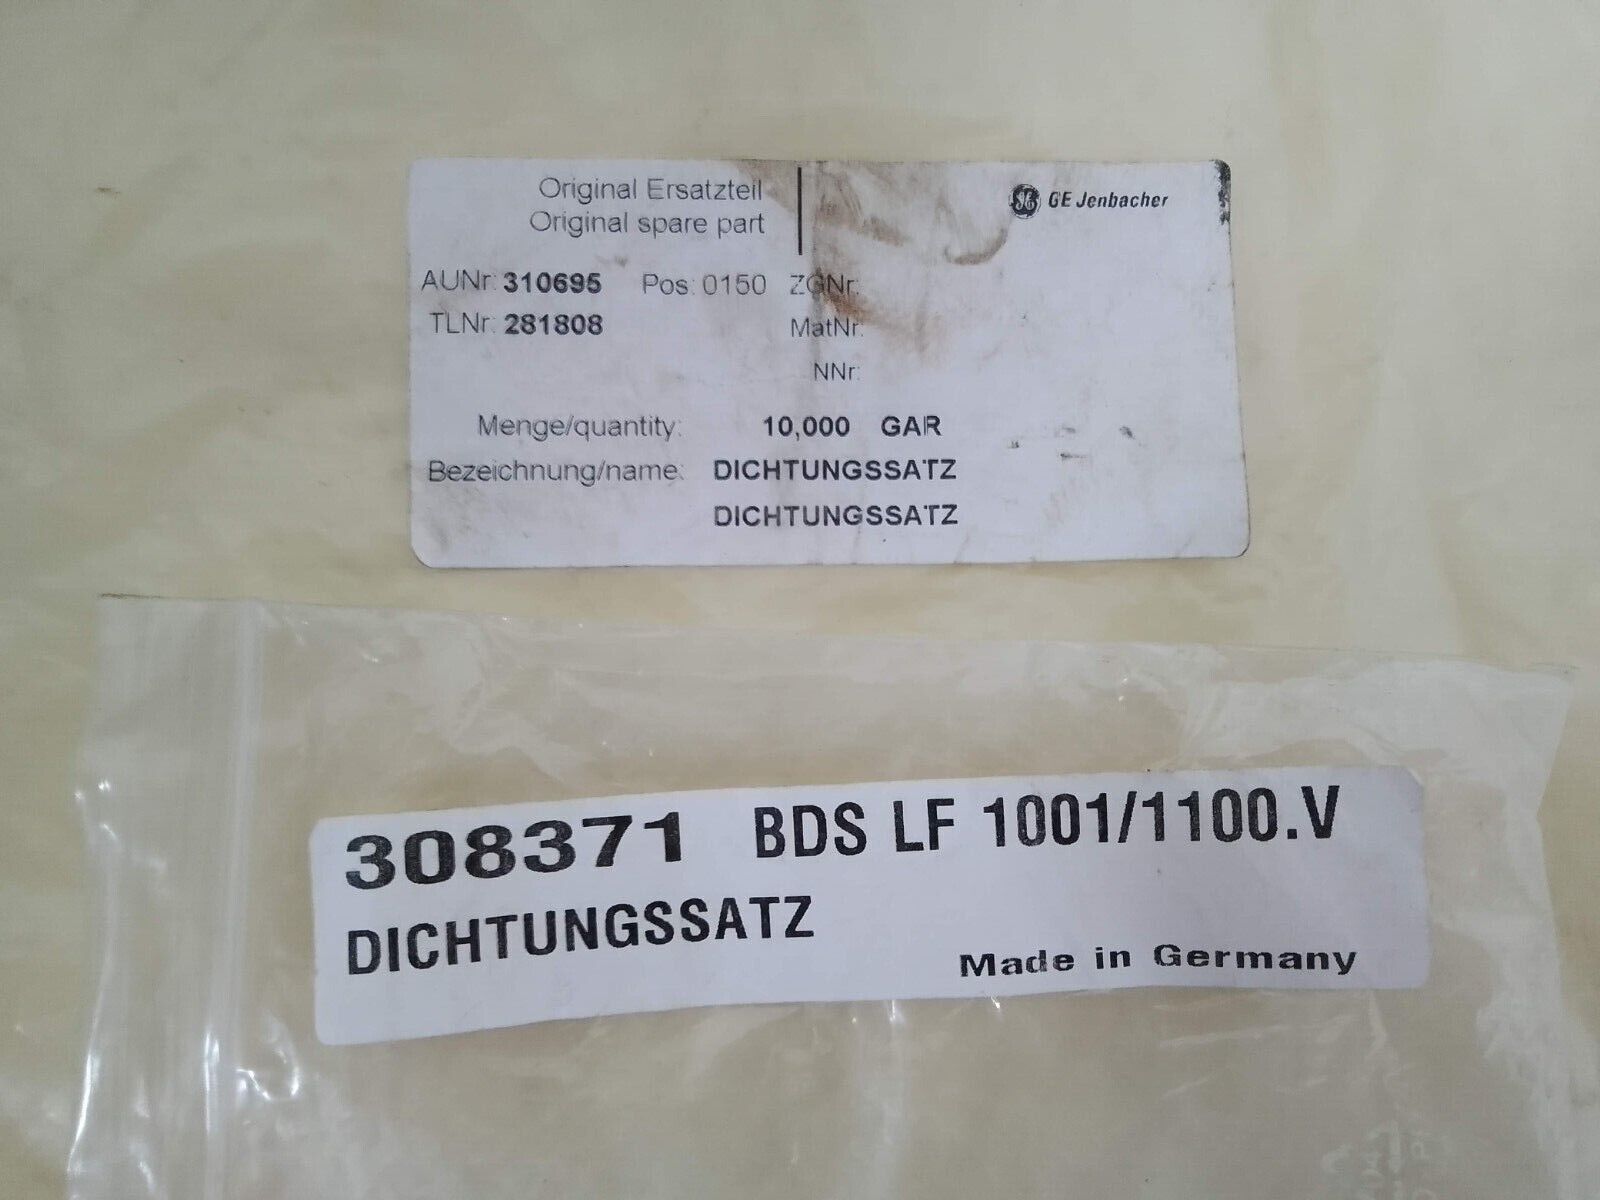 Original Ersatzteil
Original spare part
GE Jenbacher
AUNr: 310695 Pos: 0150 ZGNr:
TLNr: 281808 MatNr:
NNr:
Menge/quantity: 10,000 GAR
Bezeichnung/name: DICHTUNGSSATZ
DICHTUNGSSATZ
308371 BDS LF 1001/1100.V
DICHTUNGSSATZ
Made in Germany